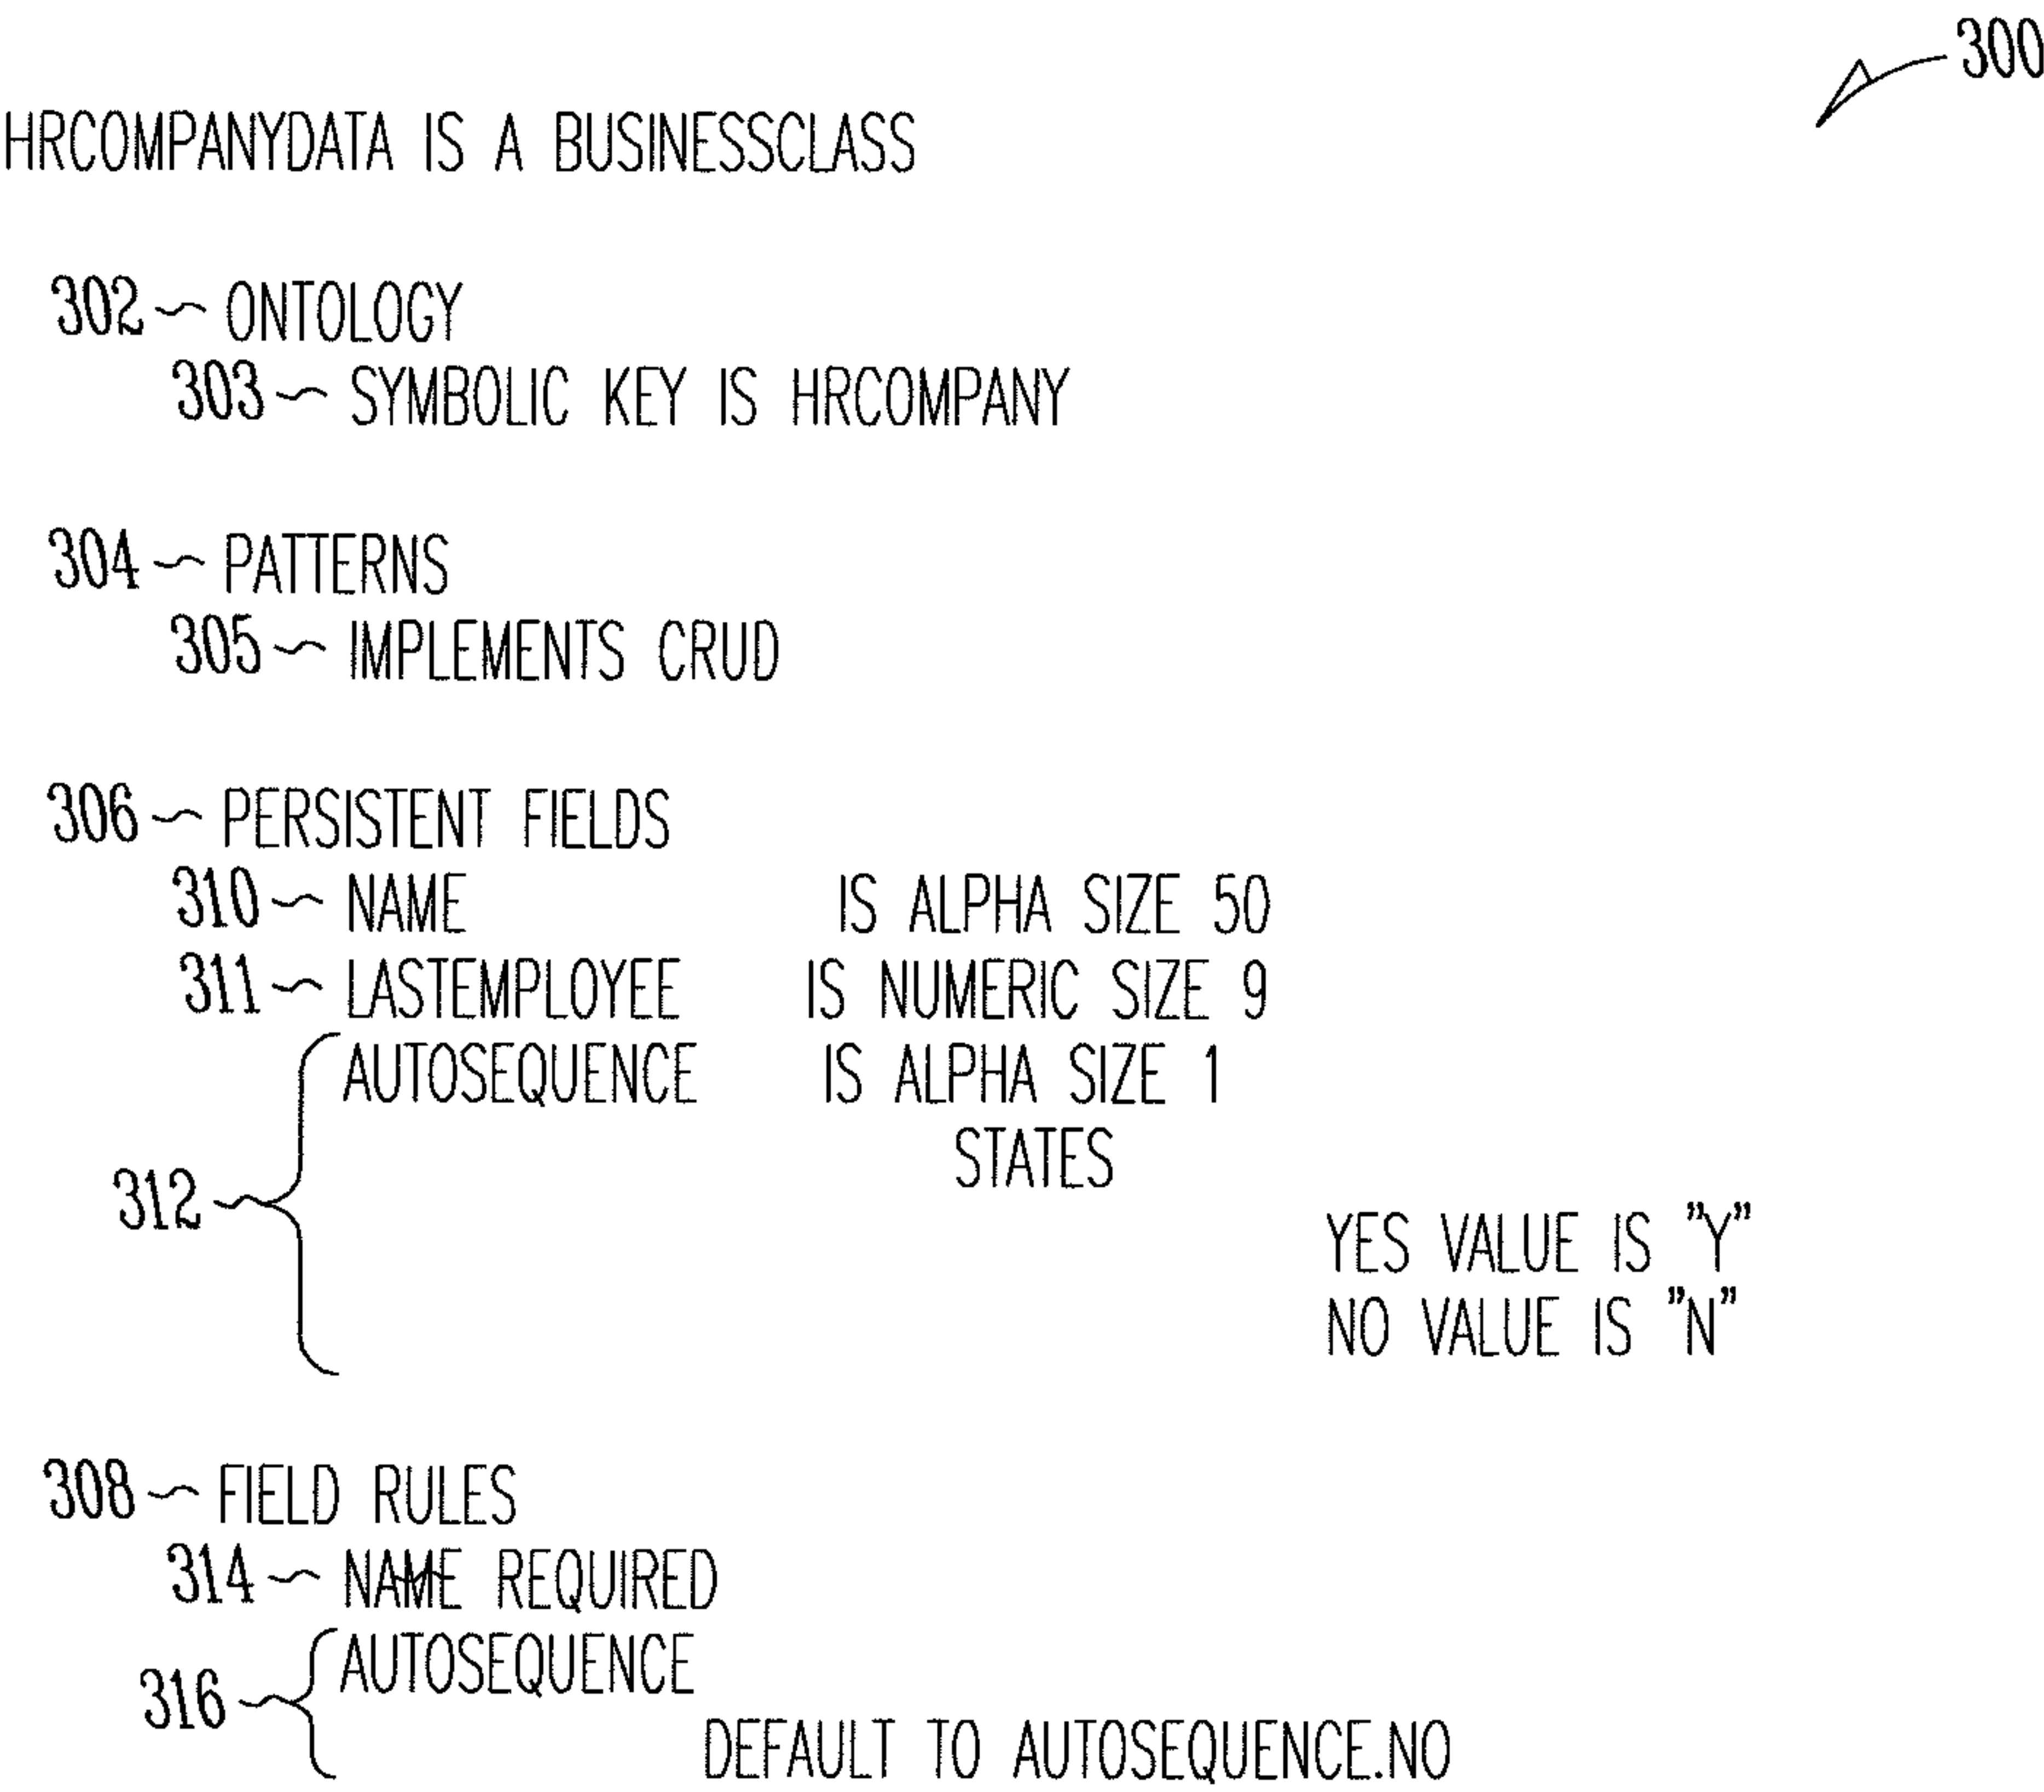 300
HRCOMPANYDATA IS A BUSINESSCLASS
302 ONTOLOGY
303 SYMBOLIC KEY IS HRCOMPANY
304 PATTERNS
305 IMPLEMENTS CRUD
306 PERSISTENT FIELDS
310 NAME IS ALPHA SIZE 50
311 LASTEMPLOYEE IS NUMERIC SIZE 9
AUTOSEQUENCE IS ALPHA SIZE 1
STATES
312
YES VALUE IS "Y"
NO VALUE IS "N"
308 FIELD RULES
314 NAME REQUIRED
AUTOSEQUENCE
316
DEFAULT TO AUTOSEQUENCE.NO